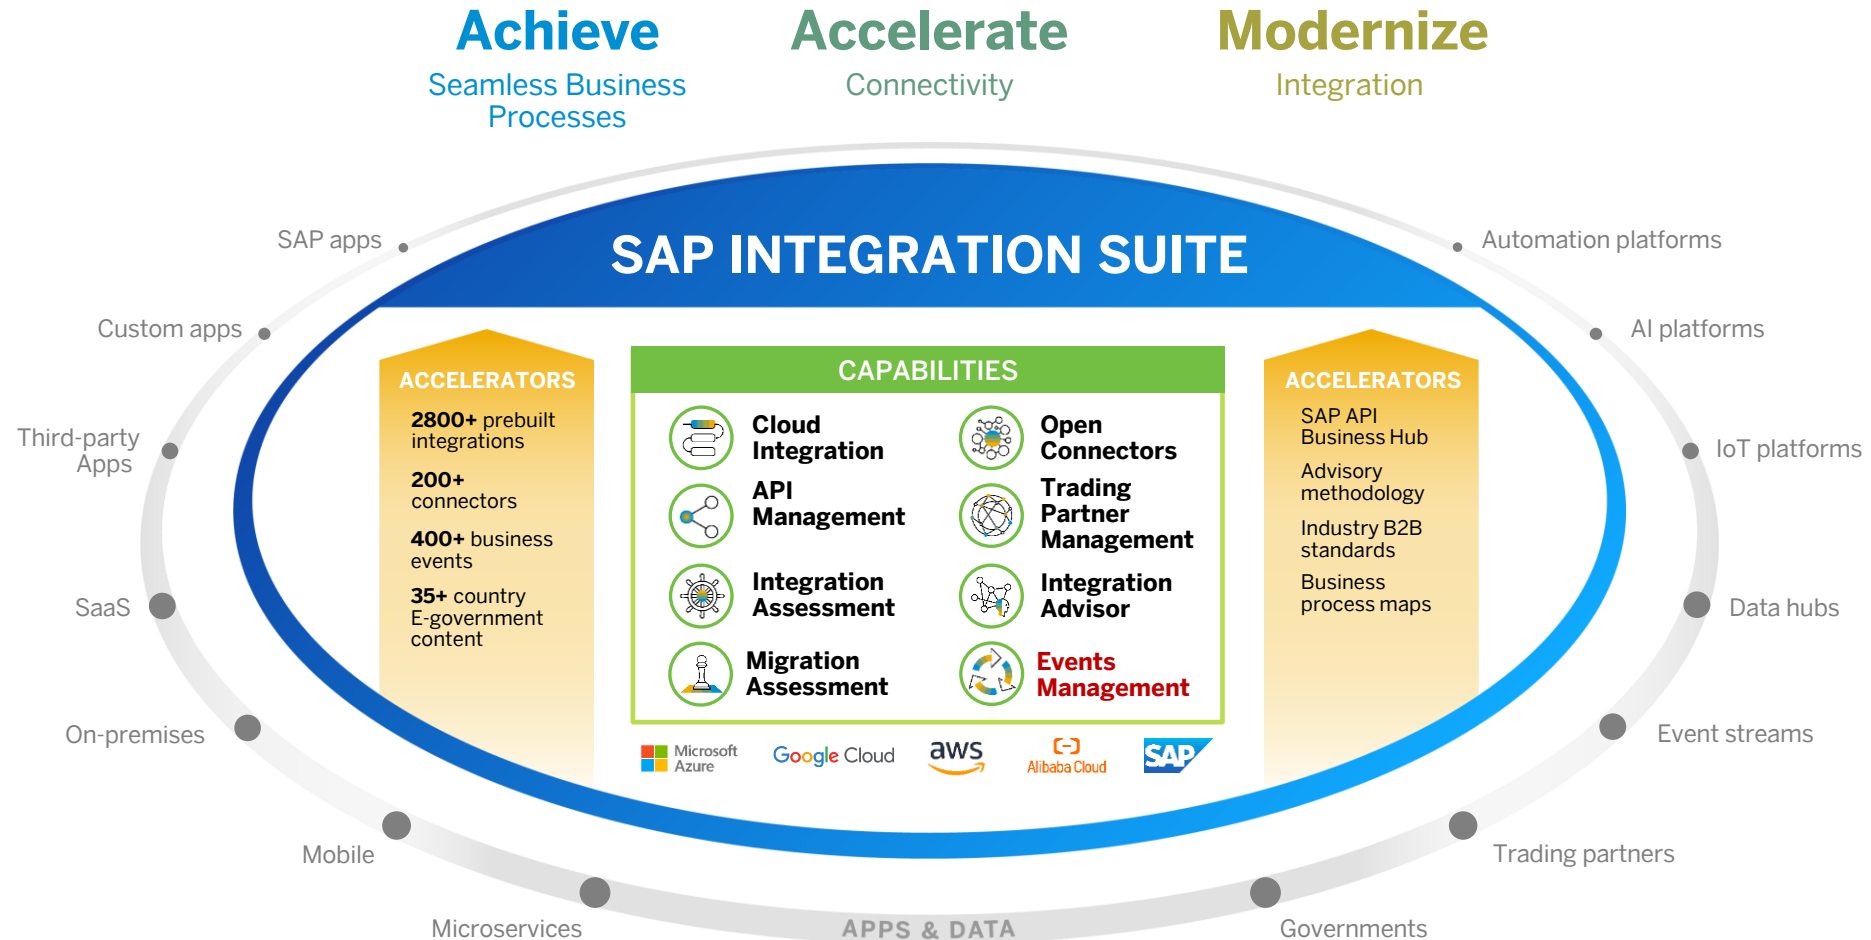 Achieve
Seamless Business
Processes
Accelerate
Connectivity
Modernize
Integration
SAP INTEGRATION SUITE
SAP apps
Custom apps
Third-party
Apps
SaaS
On-premises
Mobile
Microservices
ACCELERATORS
2800+ prebuilt
integrations
200+
connectors
400+ business
events
35+ country
E-government
content
CAPABILITIES
Cloud
Integration
API
Management
Integration
Assessment
Migration
Assessment
Open
Connectors
Trading
Partner
Management
Integration
Advisor
Events
Management
Microsoft
Azure
Google Cloud
aws
Alibaba Cloud
SAP
ACCELERATORS
SAP API
Business Hub
Advisory
methodology
Industry B2B
standards
Business
process maps
Automation platforms
AI platforms
IoT platforms
Data hubs
Event streams
Trading partners
Governments
APPS & DATA